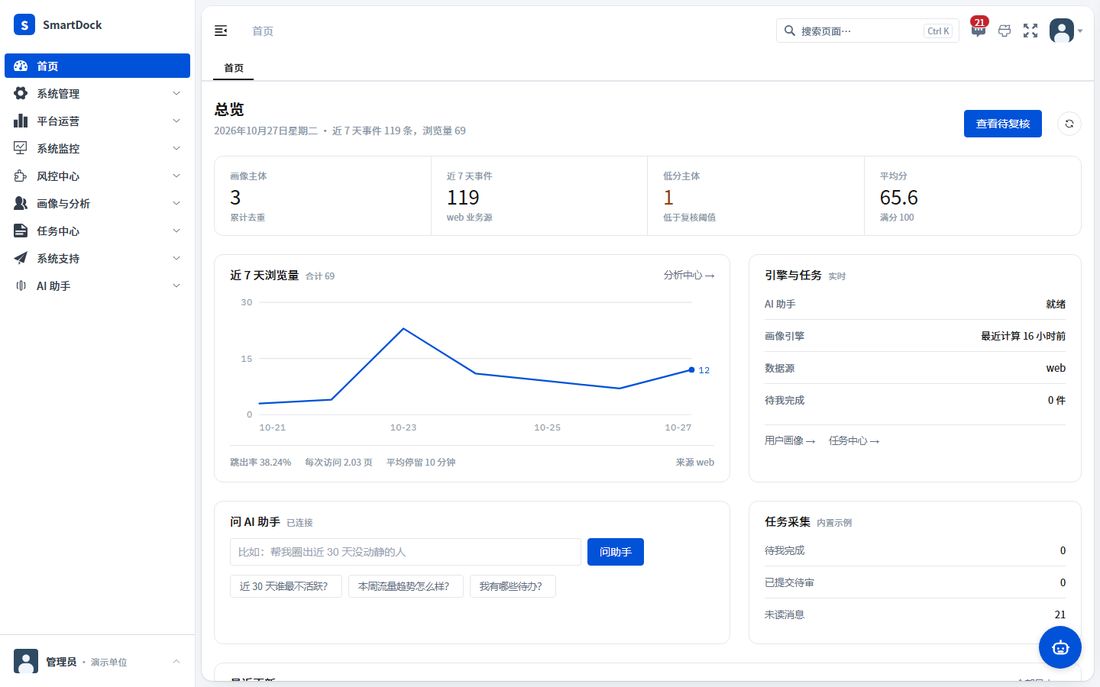 S SmartDock
首页
系统管理
平台运营
系统监控
风控中心
画像与分析
任务中心
系统支持
AI 助手
管理员 · 演示单位
首页
搜索页面… Ctrl K
21
首页
总览
2026年10月27日星期二 · 近 7 天事件 119 条，浏览量 69
查看待复核
画像主体
3
累计去重
近 7 天事件
119
web 业务源
低分主体
1
低于复核阈值
平均分
65.6
满分 100
近 7 天浏览量 合计 69
分析中心 →
30
15
0
12
10-21 10-23 10-25 10-27
跳出率 38.24% 每次访问 2.03 页 平均停留 10 分钟 来源 web
引擎与任务 实时
AI 助手 就绪
画像引擎 最近计算 16 小时前
数据源 web
待我完成 0 件
用户画像 → 任务中心 →
问 AI 助手 已连接
比如：帮我圈出近 30 天没动静的人
问助手
近 30 天谁最不活跃？ 本周流量趋势怎么样？ 我有哪些待办？
任务采集 内置示例
待我完成 0
已提交待审 0
未读消息 21